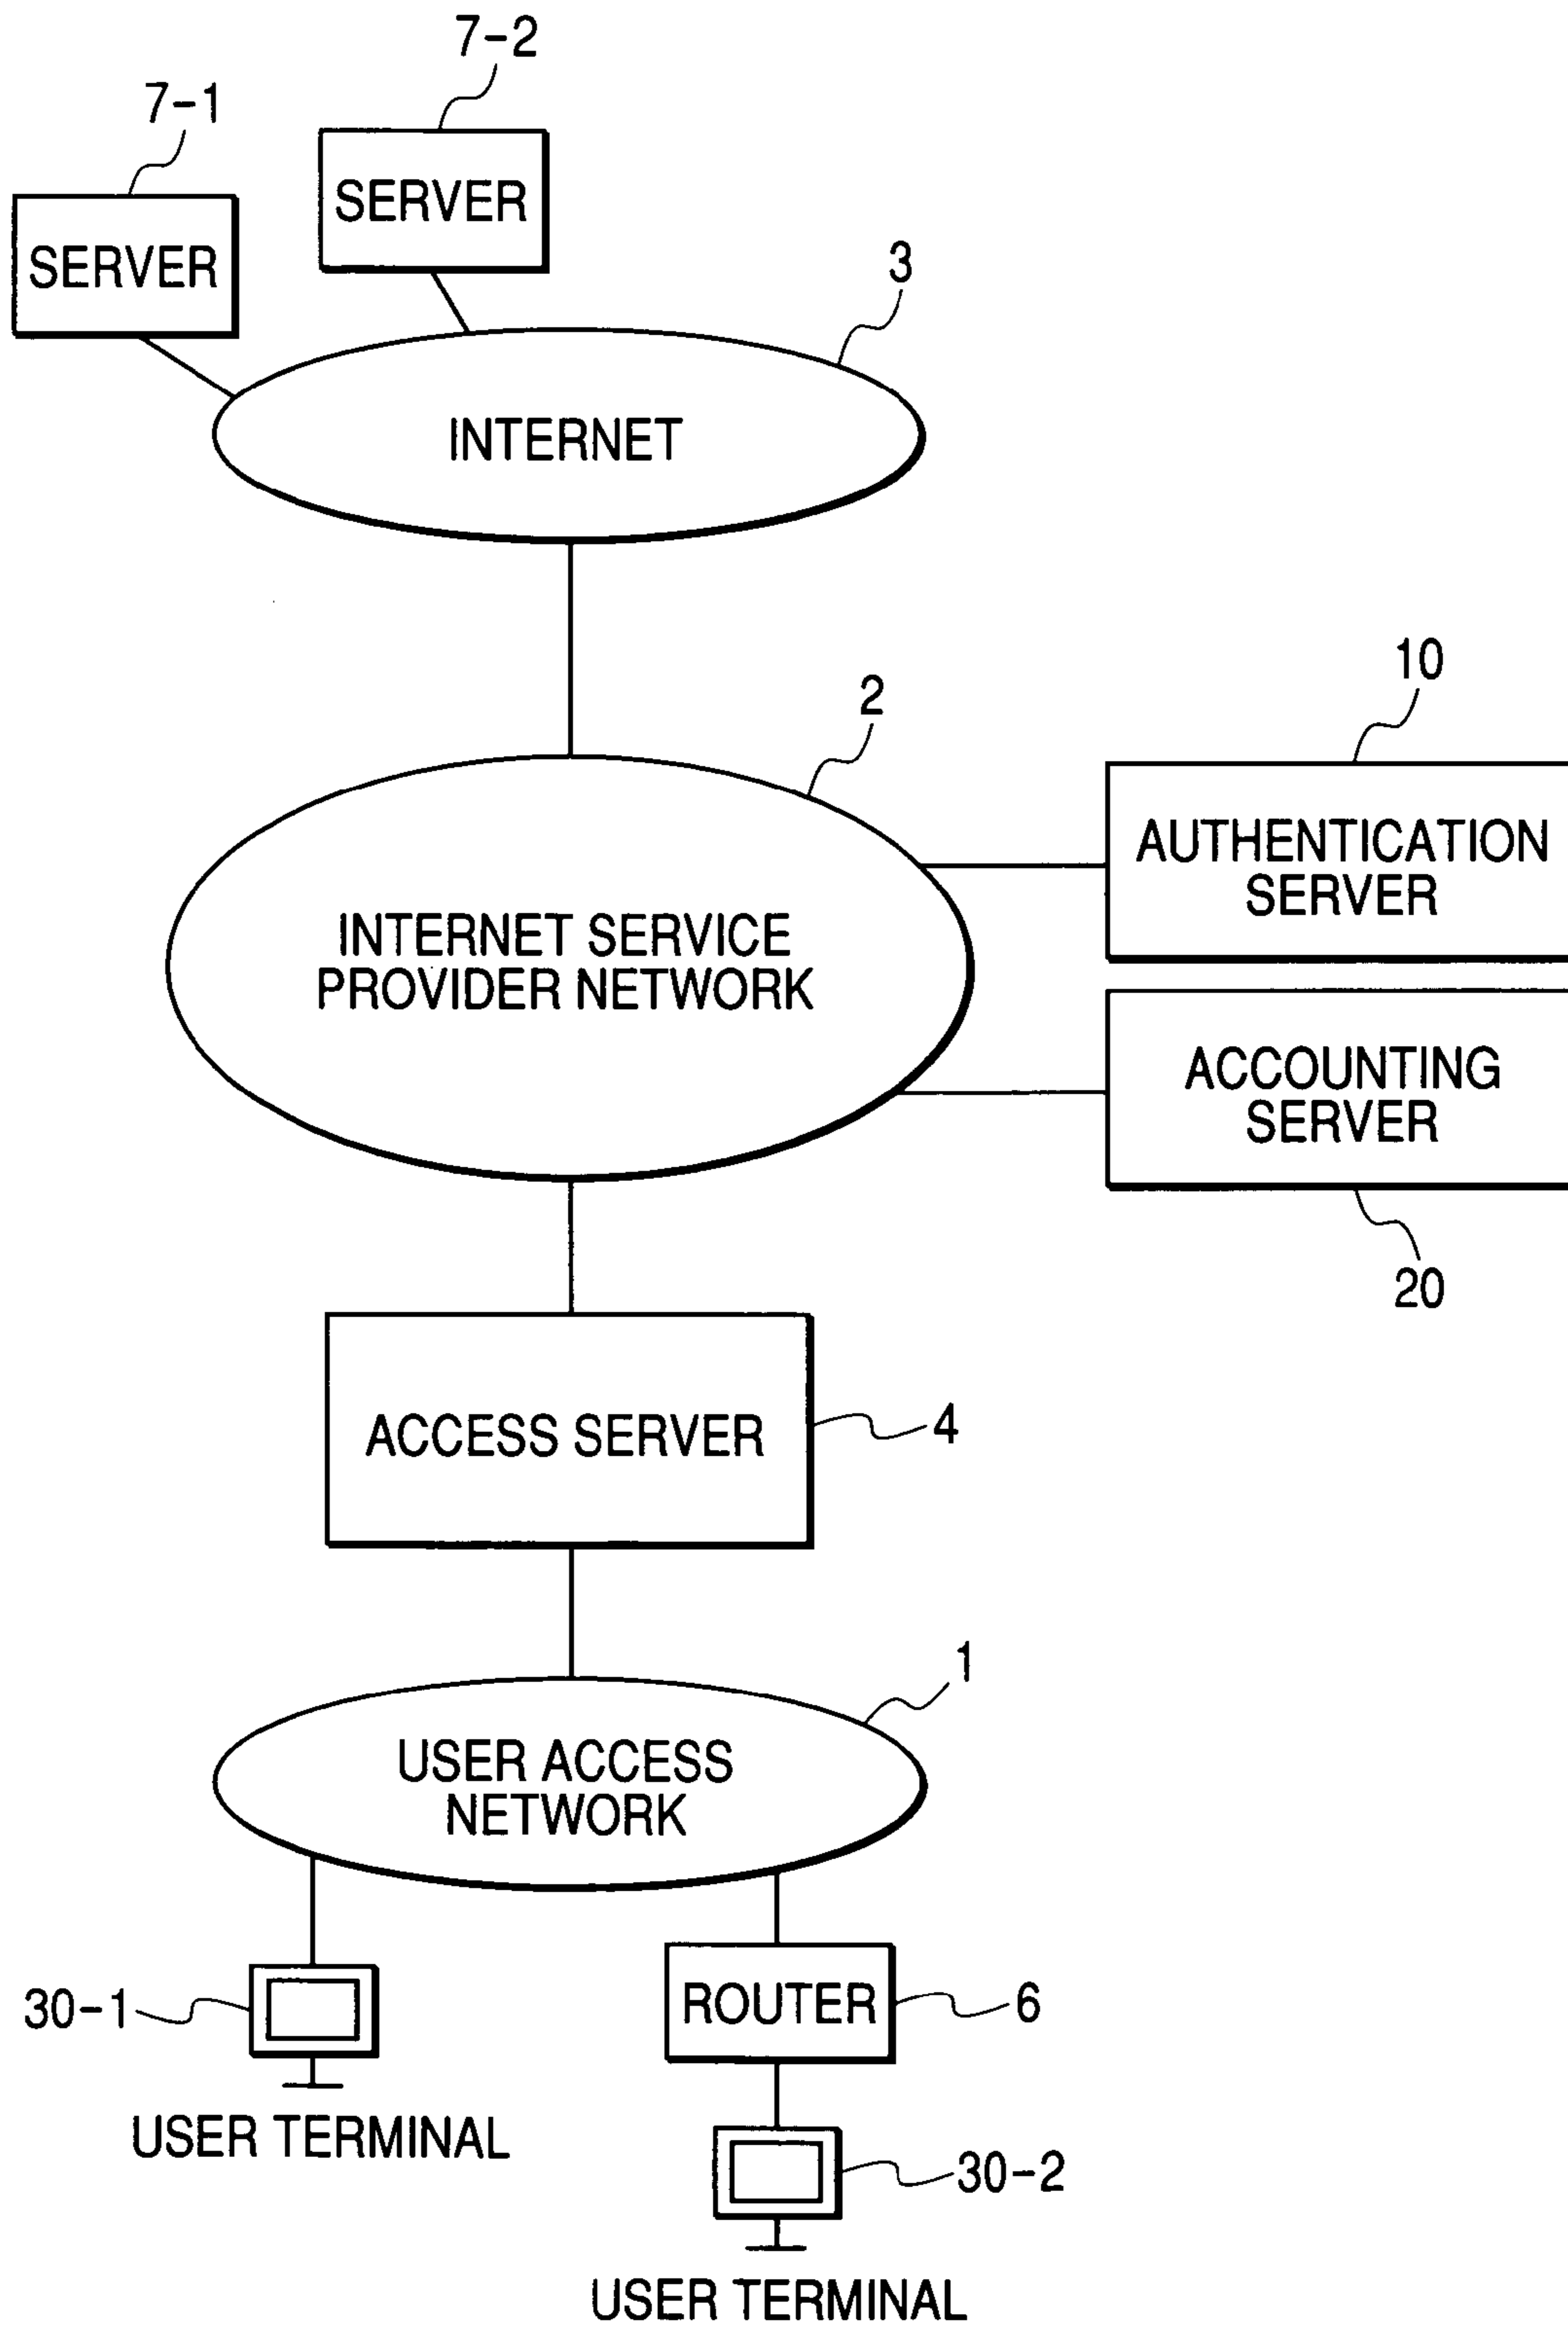 7-2
7-1
SERVER
SERVER
3
INTERNET
10
2
AUTHENTICATION
SERVER
INTERNET SERVICE
PROVIDER NETWORK
ACCOUNTING
SERVER
20
ACCESS SERVER
4
1
USER ACCESS
NETWORK
30-1
ROUTER
6
USER TERMINAL
30-2
USER TERMINAL